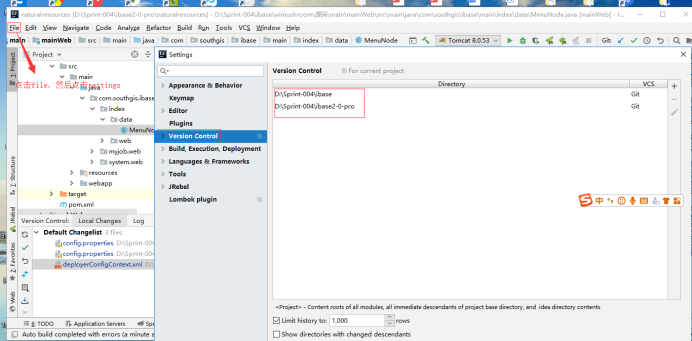 naturalresources [D:\Sprint-004\ibase2-0-pro\naturalresources] - D:\Sprint-004\ibase\winmushroom\源码\main\mainWeb\src\main\java\com\southgis\ibase\main\index\data\MenuNode.java [mainWeb] - I...
File Edit View Navigate Code Analyze Refactor Build Run Tools VCS Window Help
main mainWeb src main java com southgis ibase main index data MenuNode Tomcat 8.0.53 Git:
Project
1: Project
src
main
java
点击file，然后点击settings
com.southgis.ibase
index
data
MenuN
web
myjob.web
system.web
resources
webapp
target
pom.xml
Z: Structure
JRebel
2: Favorites
Web
Version Control: Local Changes Log
Default Changelist 3 files
config.properties D:\Sprint-004
config.properties D:\Sprint-004
deployerConfigContext.xml
6: TODO Application Servers Spr
Auto build completed with errors (a minute a
Settings
Appearance & Behavior
Keymap
Editor
Plugins
Version Control
Build, Execution, Deployment
Languages & Frameworks
Tools
JRebel
Lombok plugin
Version Control For current project
Directory VCS
D:\Sprint-004\ibase Git
D:\Sprint-004\ibase2-0-pro Git
中
<Project> - Content roots of all modules, all immediate descendants of project base directory, and .idea directory contents
Limit history to: 1,000 rows
Show directories with changed descendants